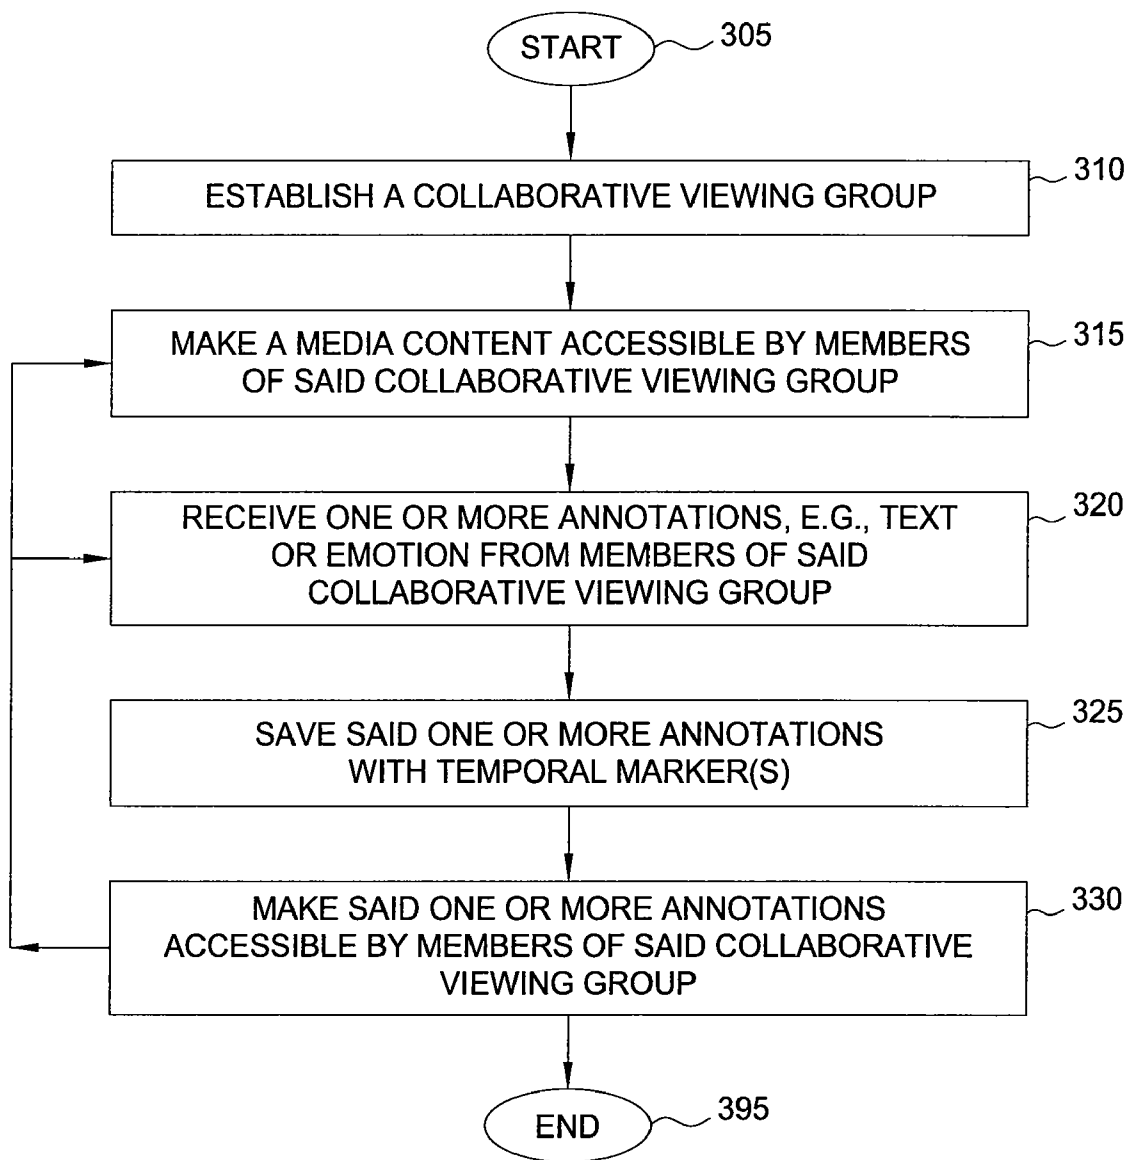 START
305
310
ESTABLISH A COLLABORATIVE VIEWING GROUP
315
MAKE A MEDIA CONTENT ACCESSIBLE BY MEMBERS
OF SAID COLLABORATIVE VIEWING GROUP
320
RECEIVE ONE OR MORE ANNOTATIONS, E.G., TEXT
OR EMOTION FROM MEMBERS OF SAID
COLLABORATIVE VIEWING GROUP
325
SAVE SAID ONE OR MORE ANNOTATIONS
WITH TEMPORAL MARKER(S)
330
MAKE SAID ONE OR MORE ANNOTATIONS
ACCESSIBLE BY MEMBERS OF SAID COLLABORATIVE
VIEWING GROUP
END
395